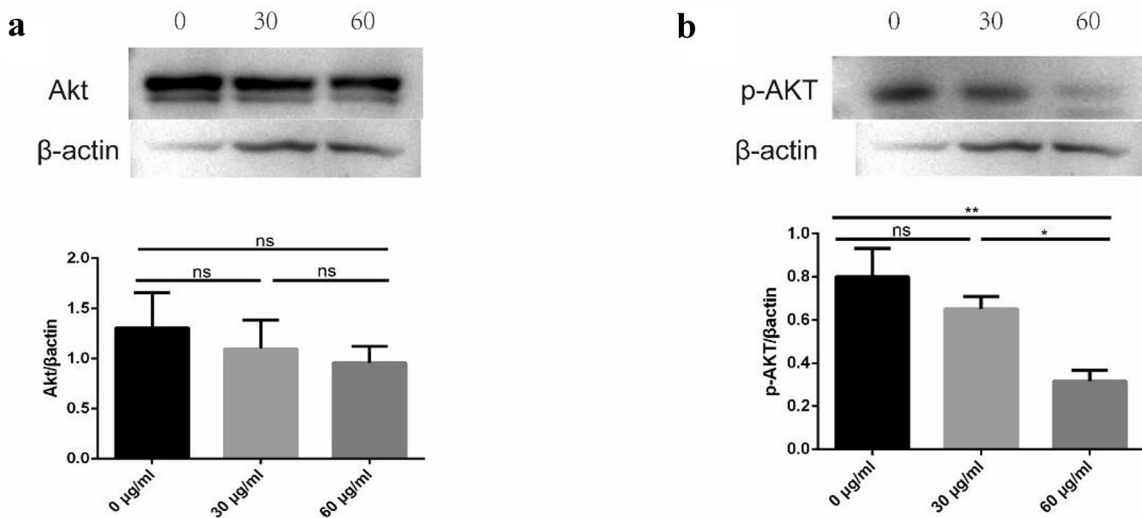 a
0 30 60
Akt
β-actin
ns
ns ns
2.0
1.5
1.0
0.5
0.0
Akt/βactin
0 µg/ml
30 µg/ml
60 µg/ml
b
0 30 60
p-AKT
β-actin
**
ns *
1.0
0.8
0.6
0.4
0.2
0.0
p-AKT/βactin
0 µg/ml
30 µg/ml
60 µg/ml